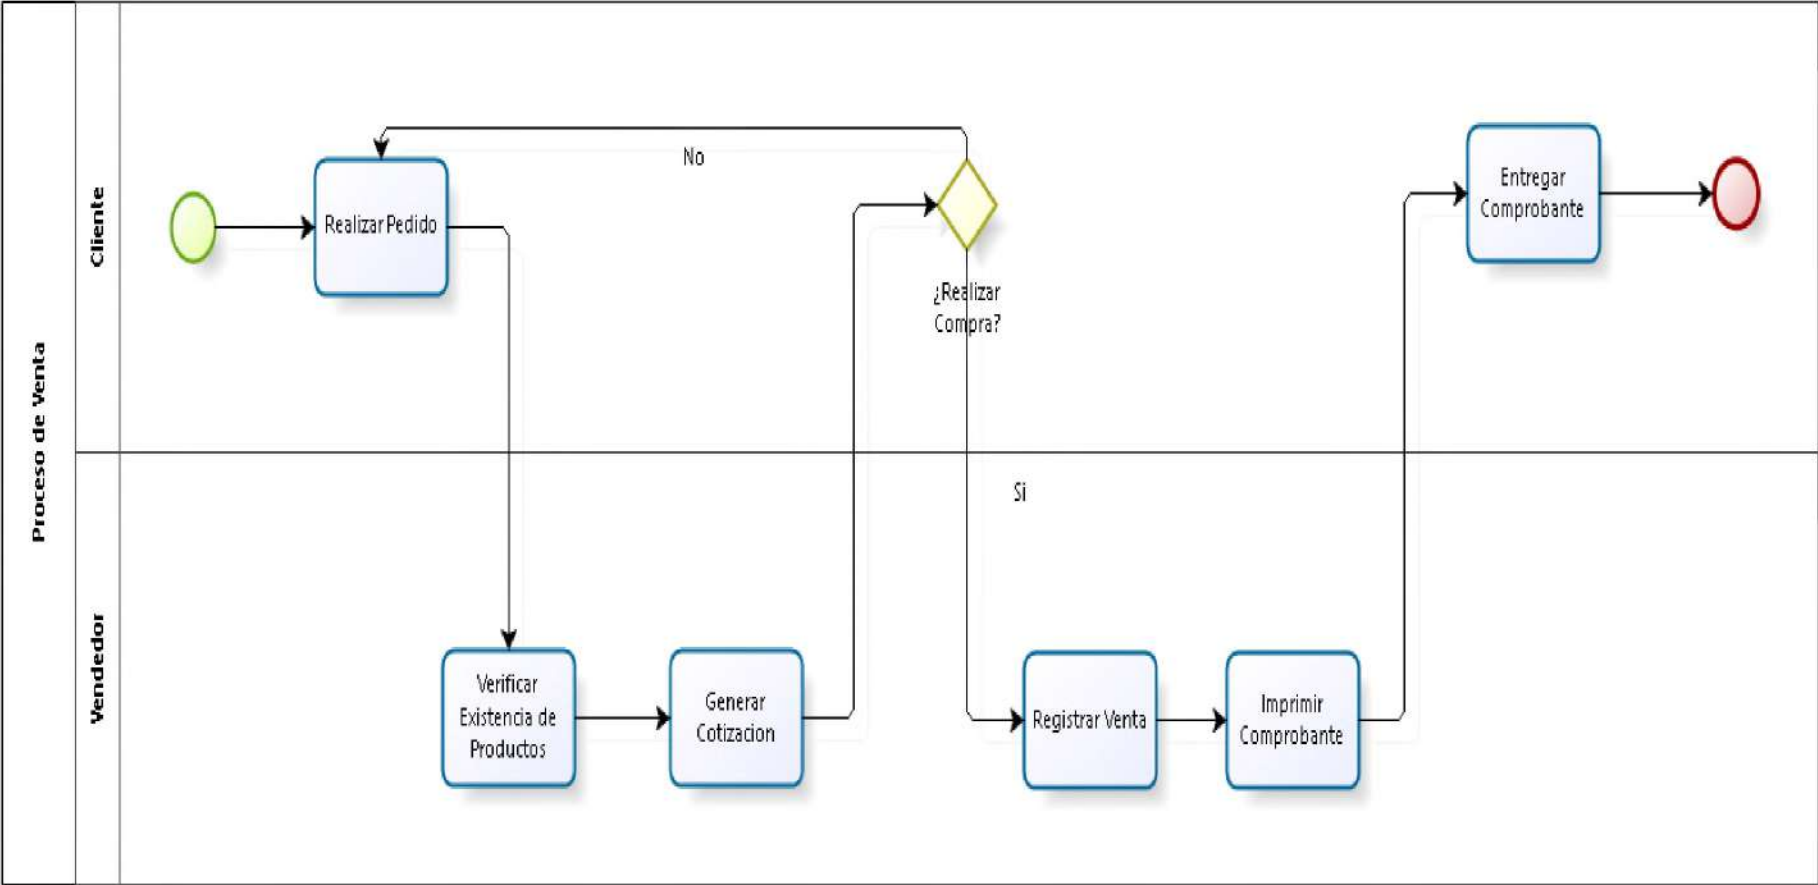 Proceso de Venta
Cliente
Realizar Pedido
No
¿Realizar
Compra?
Entregar
Comprobante
Vendedor
Verificar
Existencia de
Productos
Generar
Cotizacion
Si
Registrar Venta
Imprimir
Comprobante